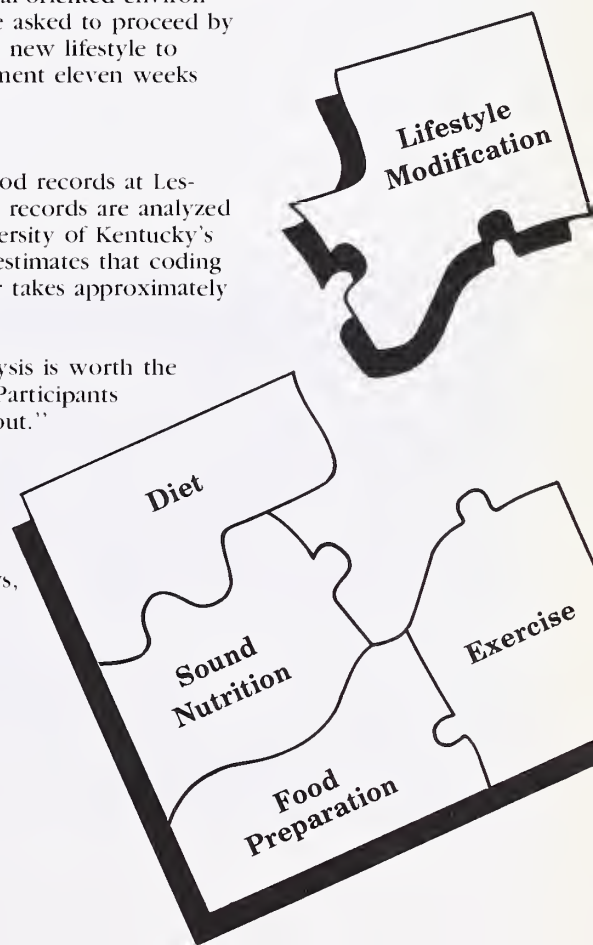 al-oriented environ-
e asked to proceed by
new lifestyle to
ment eleven weeks
od records at Les-
records are analyzed
ersity of Kentucky's
estimates that coding
r takes approximately
ysis is worth the
Participants
out.''
s,
Lifestyle
Modification
Diet
Sound
Nutrition
Exercise
Food
Preparation